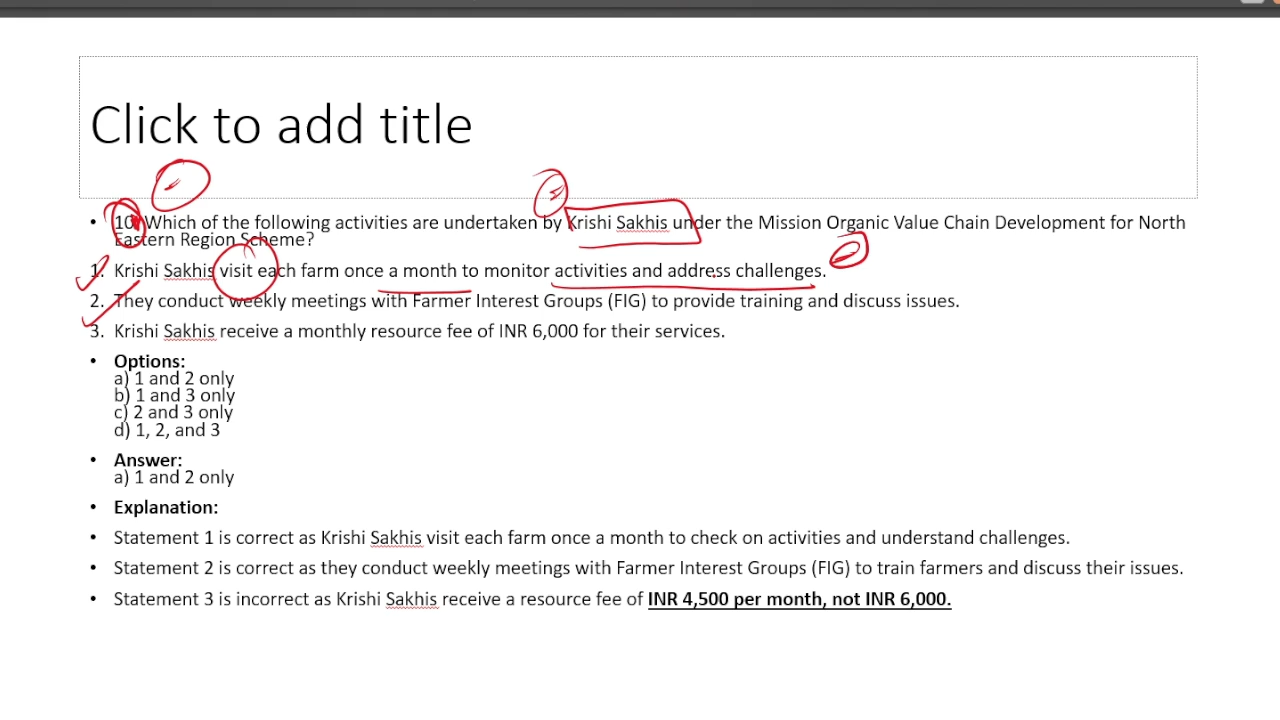 Click to add title
• 10. Which of the following activities are undertaken by Krishi Sakhis under the Mission Organic Value Chain Development for North
Eastern Region Scheme?
1. Krishi Sakhis visit each farm once a month to monitor activities and address challenges.
2. They conduct weekly meetings with Farmer Interest Groups (FIG) to provide training and discuss issues.
3. Krishi Sakhis receive a monthly resource fee of INR 6,000 for their services.
• Options:
a) 1 and 2 only
b) 1 and 3 only
c) 2 and 3 only
d) 1, 2, and 3
• Answer:
a) 1 and 2 only
• Explanation:
• Statement 1 is correct as Krishi Sakhis visit each farm once a month to check on activities and understand challenges.
• Statement 2 is correct as they conduct weekly meetings with Farmer Interest Groups (FIG) to train farmers and discuss their issues.
• Statement 3 is incorrect as Krishi Sakhis receive a resource fee of INR 4,500 per month, not INR 6,000.